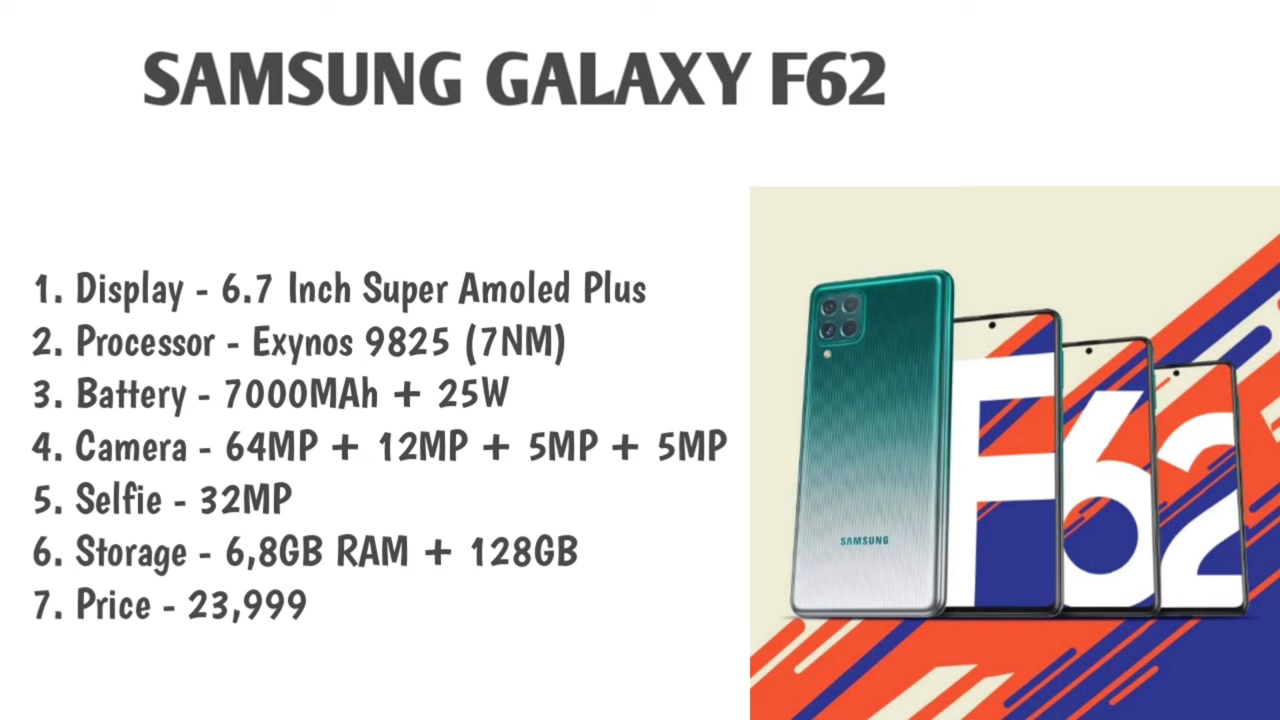 SAMSUNG GALAXY F62
1. Display - 6.7 Inch Super Amoled Plus
2. Processor - Exynos 9825 (7NM)
3. Battery - 7000MAh + 25W
4. Camera - 64MP + 12MP + 5MP + 5MP
5. Selfie - 32MP
6. Storage - 6,8GB RAM + 128GB
7. Price - 23,999
SAMSUNG
F62